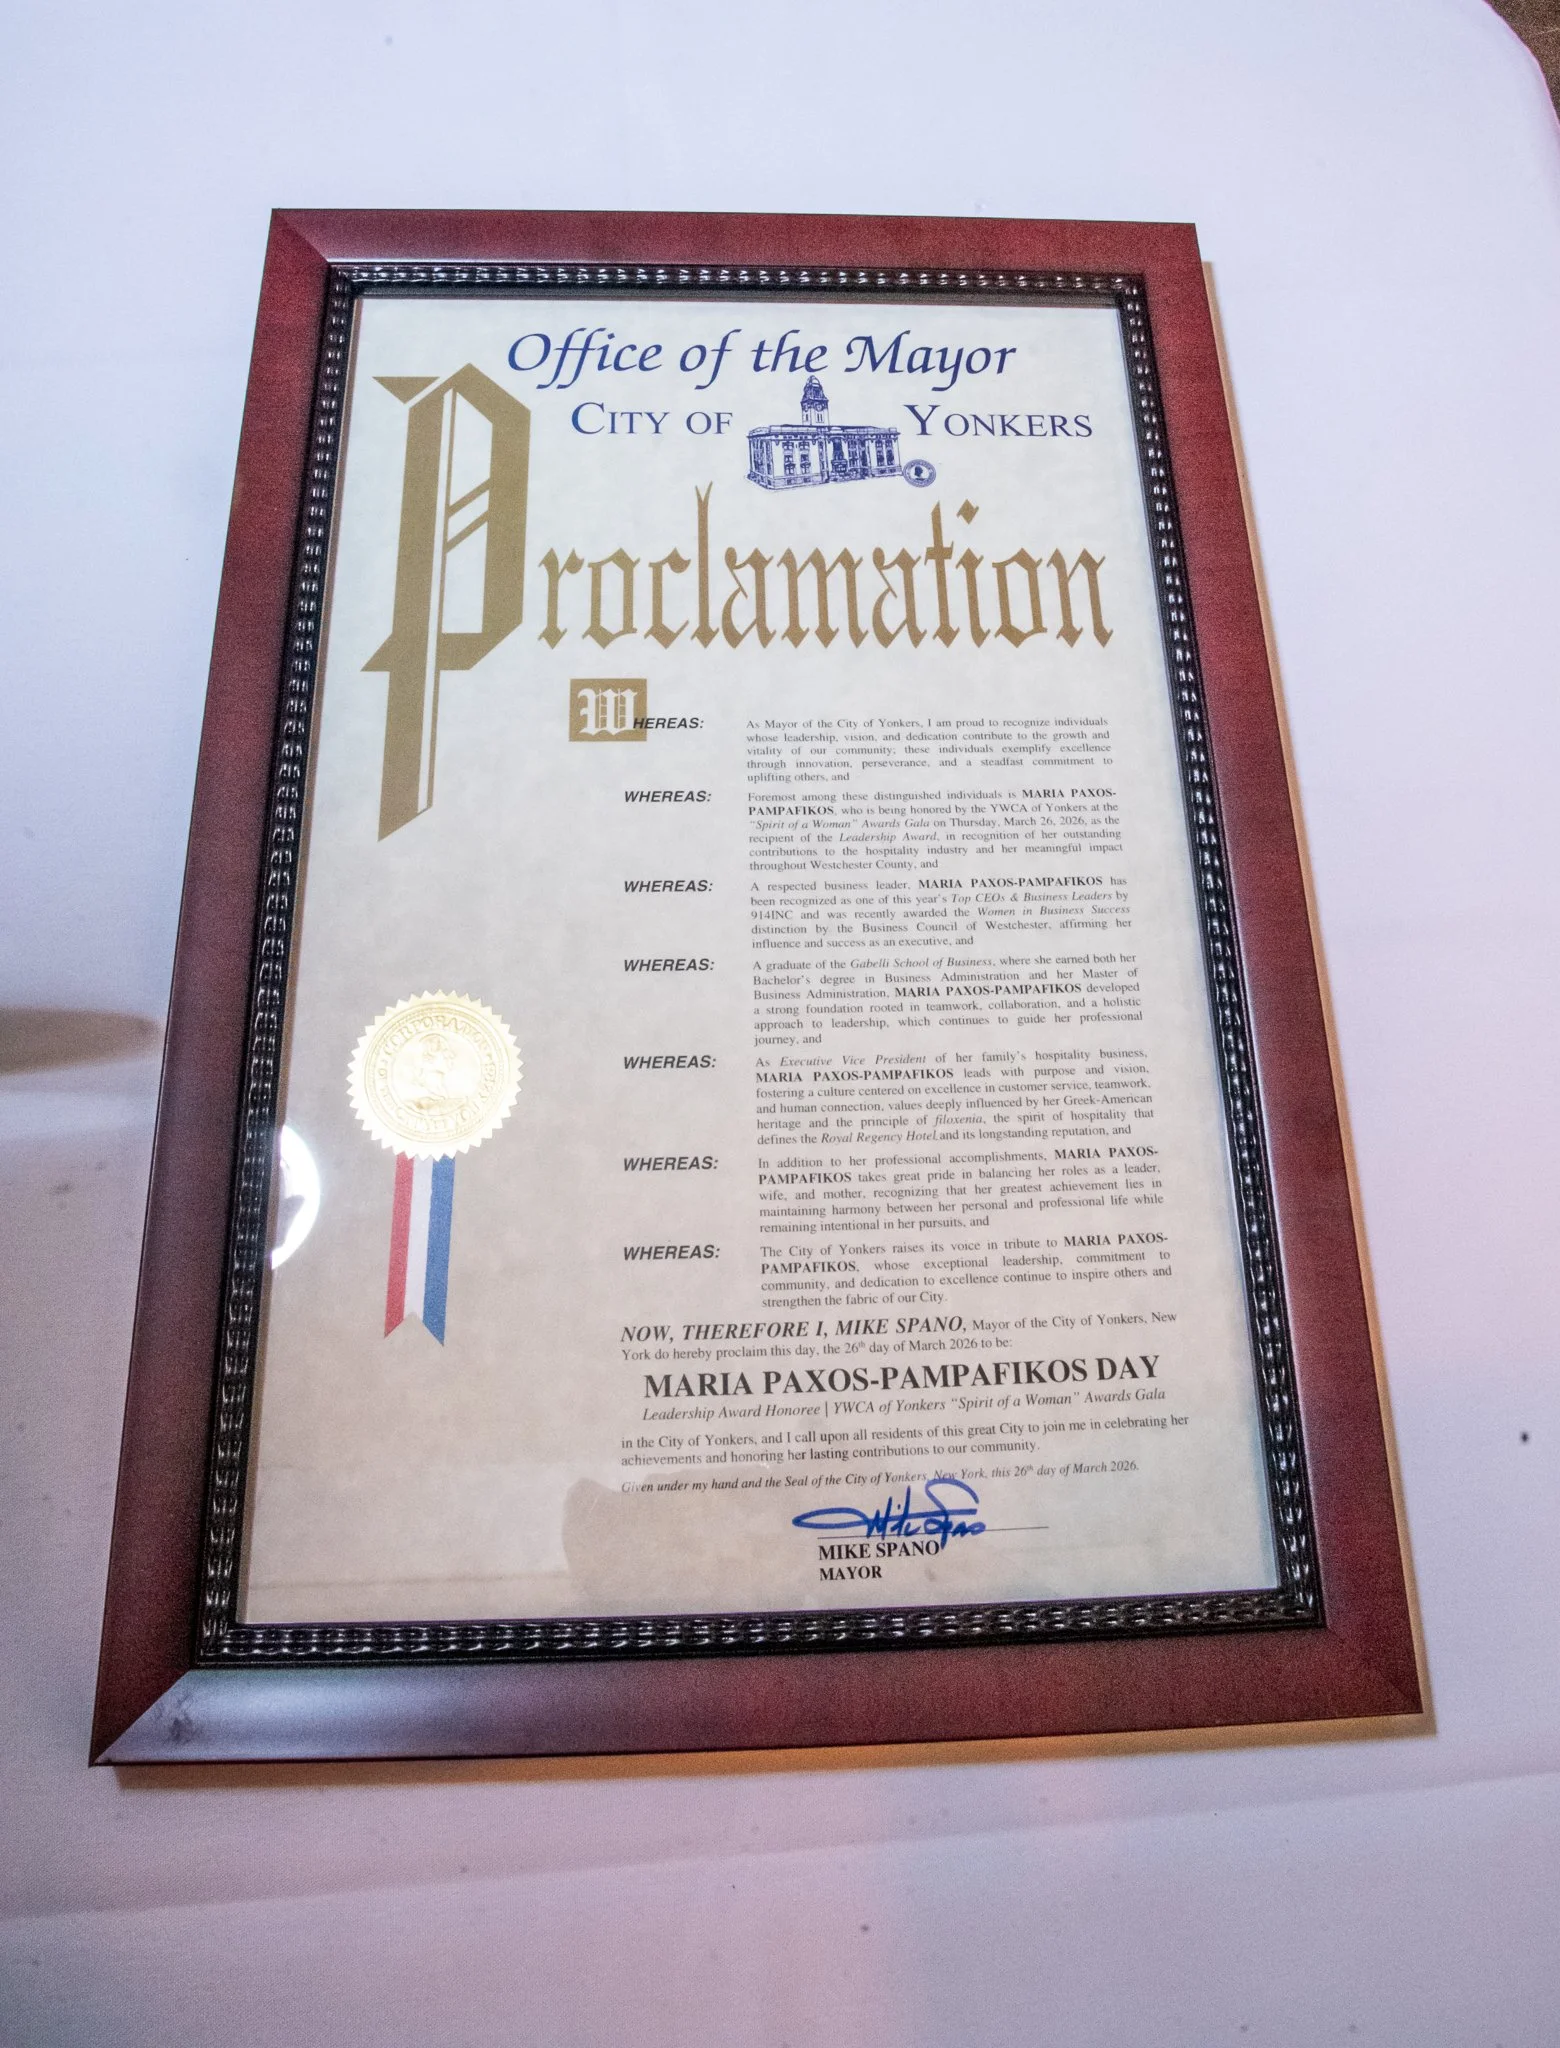 Office of the Mayor
CITY OF YONKERS
Proclamation
WHEREAS: As Mayor of the City of Yonkers, I am proud to recognize individuals
whose leadership, vision, and dedication contribute to the growth and
vitality of our community; these individuals exemplify excellence
through innovation, perseverance, and a steadfast commitment to
uplifting others, and
WHEREAS: Foremost among these distinguished individuals is MARIA PAXOS-
PAMPAFIKOS, who is being honored by the YWCA of Yonkers at the
"Spirit of a Woman" Awards Gala on Thursday, March 26, 2026, as the
recipient of the Leadership Award, in recognition of her outstanding
contributions to the hospitality industry and her meaningful impact
throughout Westchester County, and
WHEREAS: A respected business leader, MARIA PAXOS-PAMPAFIKOS has
been recognized as one of this year's Top CEOs & Business Leaders by
914INC and was recently awarded the Women in Business Success
distinction by the Business Council of Westchester, affirming her
influence and success as an executive, and
WHEREAS: A graduate of the Gabelli School of Business, where she earned both her
Bachelor's degree in Business Administration and her Master of
Business Administration, MARIA PAXOS-PAMPAFIKOS developed
a strong foundation rooted in teamwork, collaboration, and a holistic
approach to leadership, which continues to guide her professional
journey, and
WHEREAS: As Executive Vice President of her family's hospitality business,
MARIA PAXOS-PAMPAFIKOS leads with purpose and vision,
fostering a culture centered on excellence in customer service, teamwork,
and human connection, values deeply influenced by her Greek-American
heritage and the principle of filoxenia, the spirit of hospitality that
defines the Royal Regency Hotel and its longstanding reputation, and
WHEREAS: In addition to her professional accomplishments, MARIA PAXOS-
PAMPAFIKOS takes great pride in balancing her roles as a leader,
wife, and mother, recognizing that her greatest achievement lies in
maintaining harmony between her personal and professional life while
remaining intentional in her pursuits, and
WHEREAS: The City of Yonkers raises its voice in tribute to MARIA PAXOS-
PAMPAFIKOS, whose exceptional leadership, commitment to
community, and dedication to excellence continue to inspire others and
strengthen the fabric of our City.
NOW, THEREFORE I, MIKE SPANO, Mayor of the City of Yonkers, New
York do hereby proclaim this day, the 26th day of March 2026 to be:
MARIA PAXOS-PAMPAFIKOS DAY
Leadership Award Honoree | YWCA of Yonkers "Spirit of a Woman" Awards Gala
in the City of Yonkers, and I call upon all residents of this great City to join me in celebrating her
achievements and honoring her lasting contributions to our community.
Given under my hand and the Seal of the City of Yonkers, New York, this 26th day of March 2026.
Mike Spano
MIKE SPANO
MAYOR